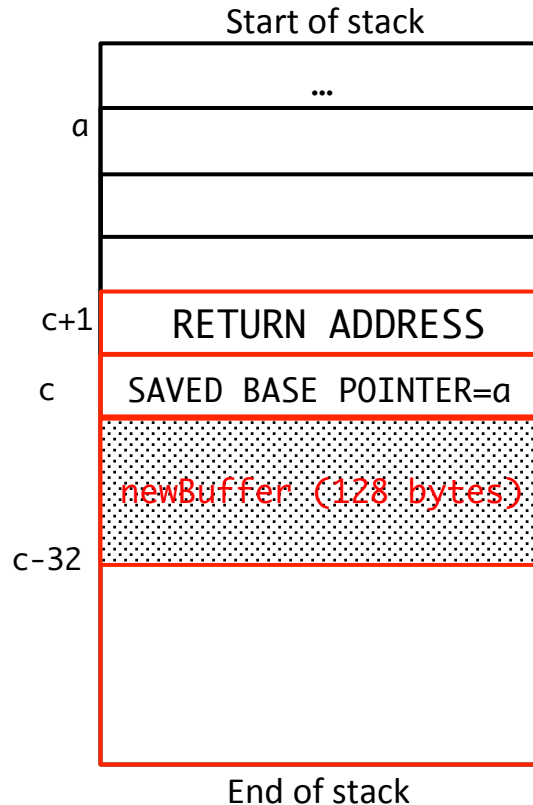 Start of stack
...
a
c+1
RETURN ADDRESS
c
SAVED BASE POINTER=a
newBuffer (128 bytes)
c-32
End of stack